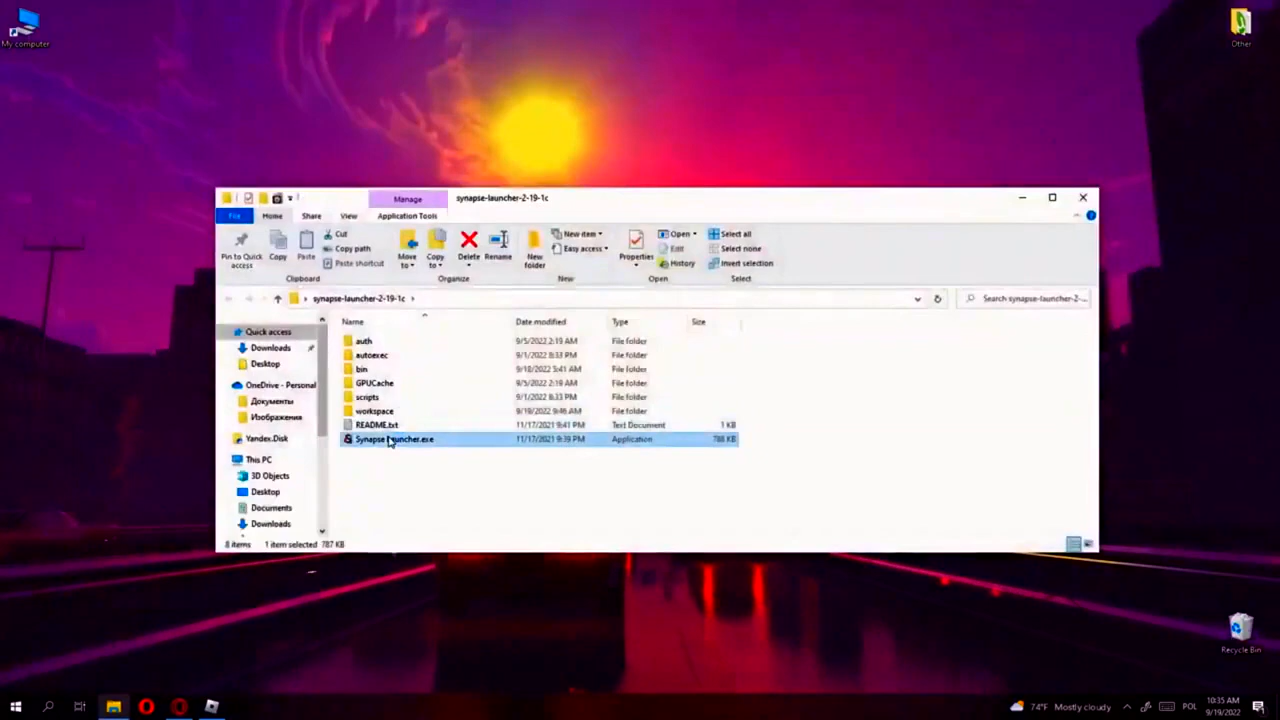 My computer
Other
Manage
synapse-launcher-2-19-1c
File
Home
Share
View
Application Tools
Pin to Quick access
Copy
Paste
Cut
Copy path
Paste shortcut
Clipboard
Move to
Copy to
Delete
Rename
Organize
New folder
New item
Easy access
New
Properties
Open
Edit
History
Open
Select all
Select none
Invert selection
Select
synapse-launcher-2-19-1c
Search synapse-launcher-2-...
Name
Date modified
Type
Size
Quick access
Downloads
Desktop
OneDrive - Personal
Документы
Изображения
Yandex.Disk
This PC
3D Objects
Desktop
Documents
Downloads
auth 9/5/2022 2:19 AM File folder
autoexec 9/1/2022 8:33 PM File folder
bin 9/18/2022 5:41 AM File folder
GPUCache 9/5/2022 2:19 AM File folder
scripts 9/1/2022 8:33 PM File folder
workspace 9/19/2022 9:46 AM File folder
README.txt 11/17/2021 9:41 PM Text Document 1 KB
Synapse Launcher.exe 11/17/2021 9:39 PM Application 788 KB
8 items 1 item selected 787 KB
Recycle Bin
74°F Mostly cloudy
POL
10:35 AM
9/19/2022